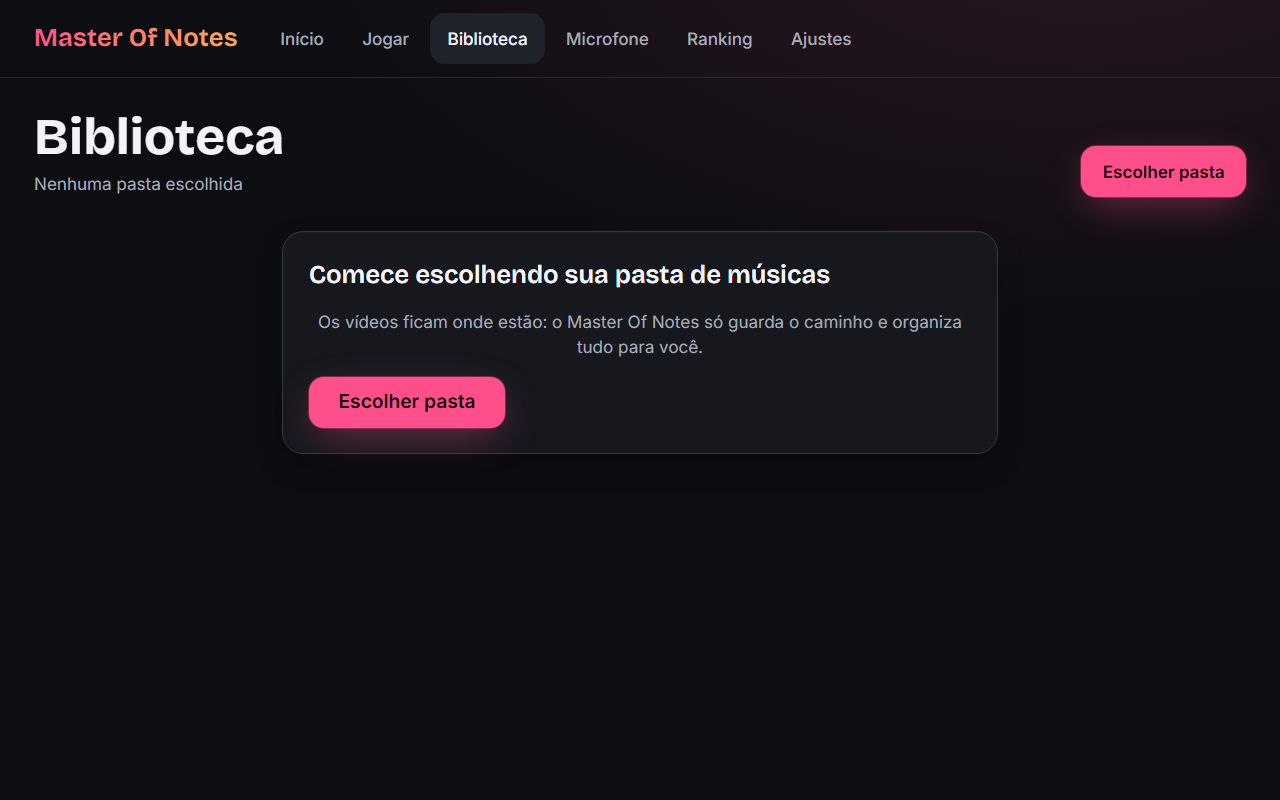 Master Of Notes
Início
Jogar
Biblioteca
Microfone
Ranking
Ajustes
Biblioteca
Nenhuma pasta escolhida
Escolher pasta
Comece escolhendo sua pasta de músicas
Os vídeos ficam onde estão: o Master Of Notes só guarda o caminho e organiza
tudo para você.
Escolher pasta